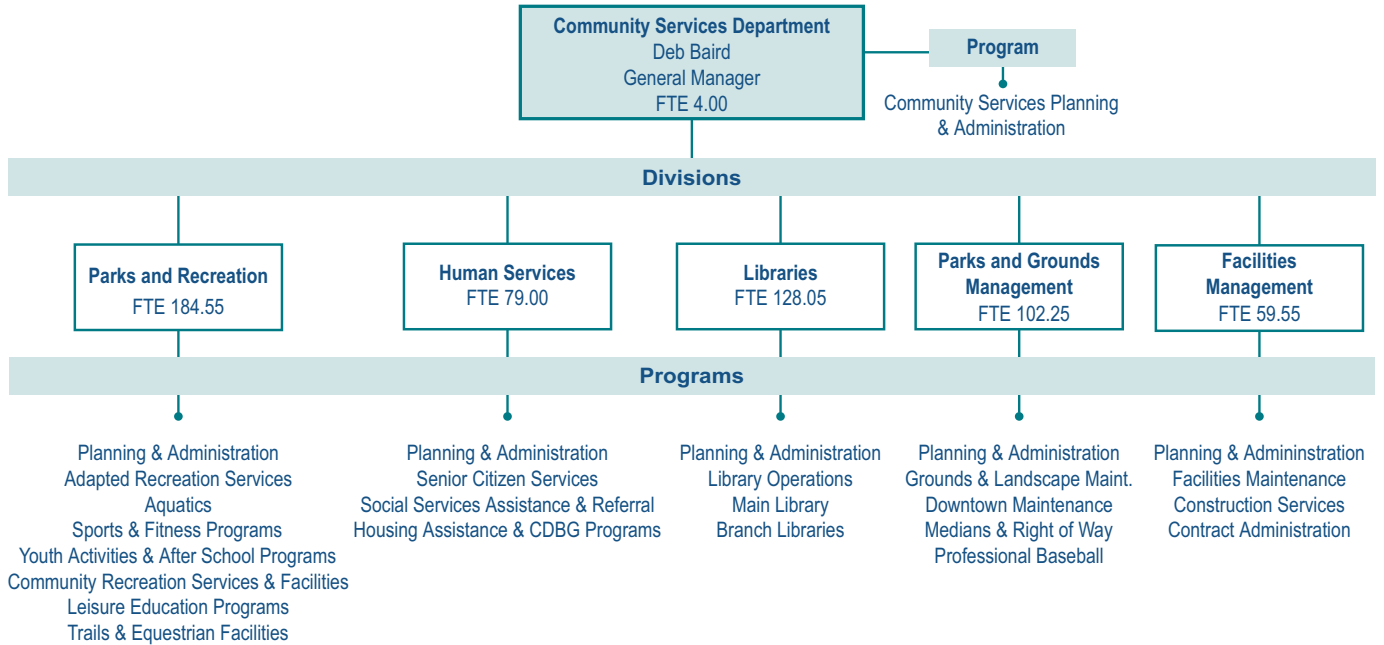 Community Services Department
Deb Baird
General Manager
FTE 4.00
Program
Community Services Planning
& Administration
Divisions
Parks and Recreation
FTE 184.55
Human Services
FTE 79.00
Libraries
FTE 128.05
Parks and Grounds
Management
FTE 102.25
Facilities
Management
FTE 59.55
Programs
Planning & Administration
Adapted Recreation Services
Aquatics
Sports & Fitness Programs
Youth Activities & After School Programs
Community Recreation Services & Facilities
Leisure Education Programs
Trails & Equestrian Facilities
Planning & Administration
Senior Citizen Services
Social Services Assistance & Referral
Housing Assistance & CDBG Programs
Planning & Administration
Library Operations
Main Library
Branch Libraries
Planning & Administration
Grounds & Landscape Maint.
Downtown Maintenance
Medians & Right of Way
Professional Baseball
Planning & Admininstration
Facilities Maintenance
Construction Services
Contract Administration